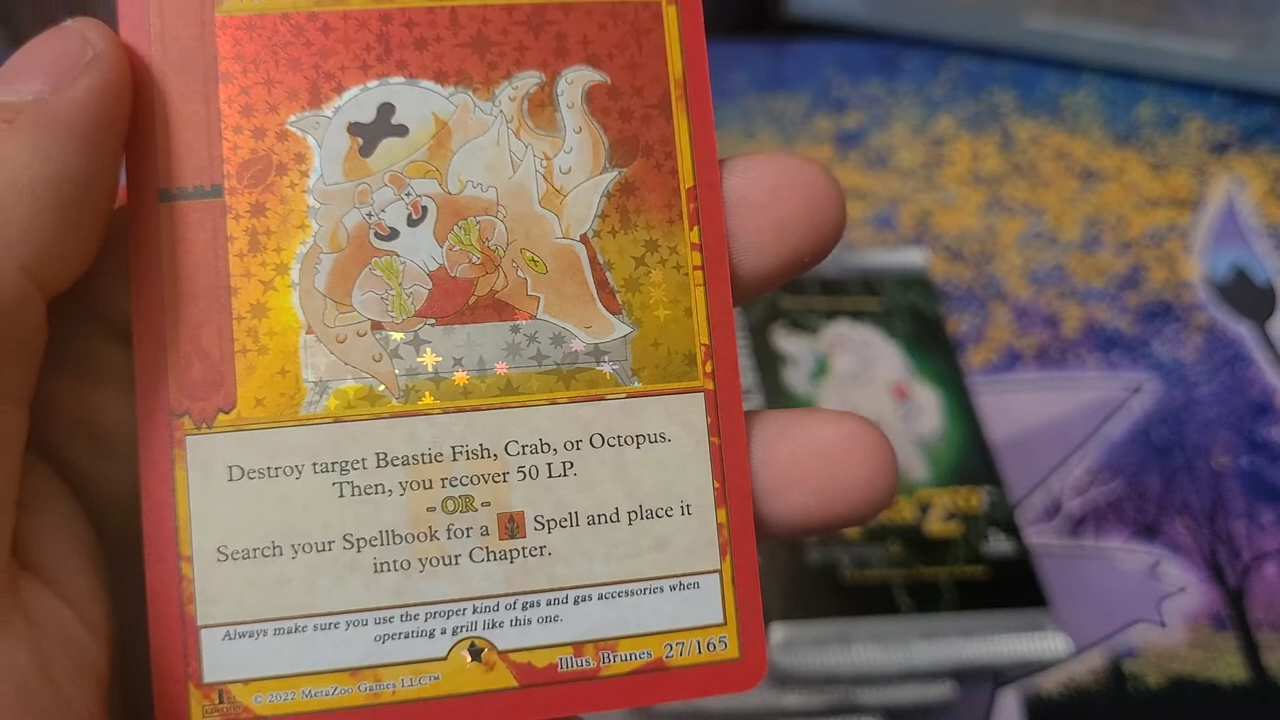 Destroy target Beastie Fish, Crab, or Octopus.
Then, you recover 50 LP.
- OR -
Search your Spellbook for a Spell and place it
into your Chapter.
Always make sure you use the proper kind of gas and gas accessories when
operating a grill like this one.
Illus. Brunes 27/165
1st EDITION © 2022 MetaZoo Games LLC™